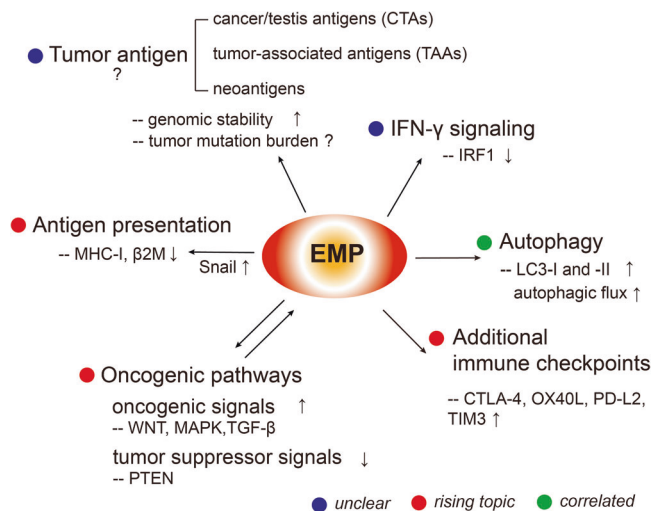 cancer/testis antigens (CTAs)
Tumor antigen
?
tumor-associated antigens (TAAs)
neoantigens
-- genomic stability ↑
-- tumor mutation burden ?
IFN-γ signaling
-- IRF1 ↓
Antigen presentation
-- MHC-I, β2M ↓
Snail ↑
EMP
Autophagy
-- LC3-I and -II ↑
autophagic flux ↑
Additional
immune checkpoints
-- CTLA-4, OX40L, PD-L2,
TIM3 ↑
Oncogenic pathways
oncogenic signals ↑
-- WNT, MAPK,TGF-β
tumor suppressor signals ↓
-- PTEN
unclear rising topic correlated